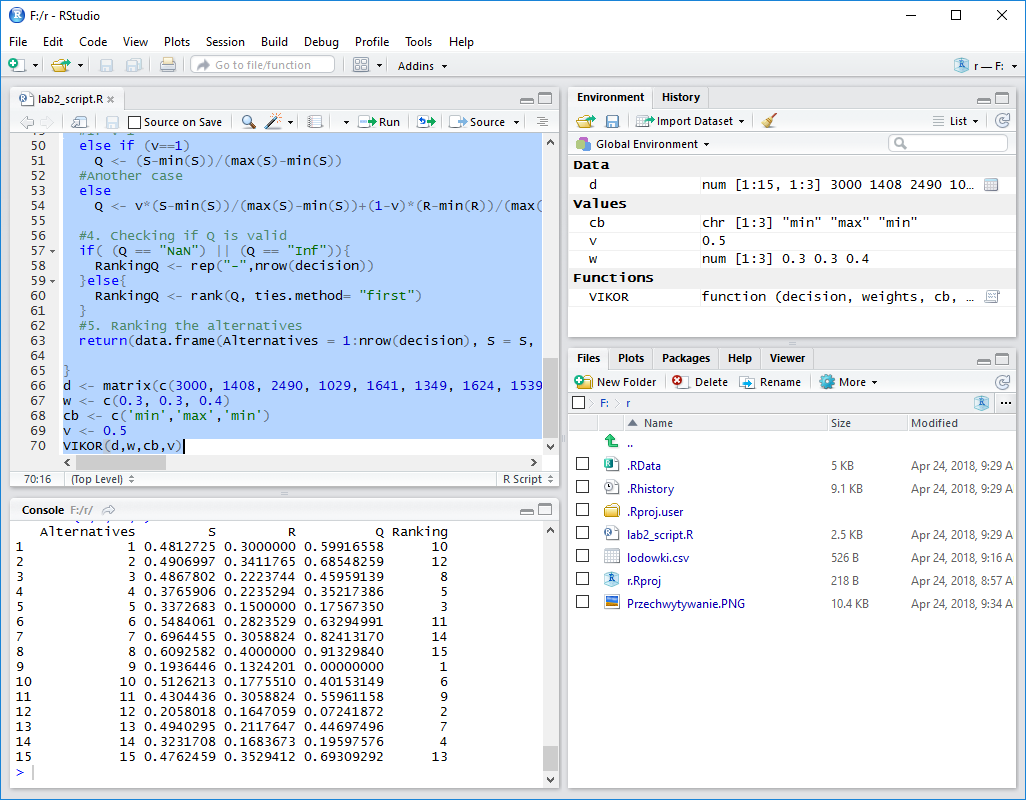 F:/r - RStudio
File Edit Code View Plots Session Build Debug Profile Tools Help
Go to file/function Addins r — F:
lab2_script.R
Source on Save Run Source
50 else if (v==1)
51 Q <- (S-min(S))/(max(S)-min(S))
52 #Another case
53 else
54 Q <- v*(S-min(S))/(max(S)-min(S))+(1-v)*(R-min(R))/(max(
55
56 #4. Checking if Q is valid
57 if( (Q == "NaN") || (Q == "Inf")){
58 RankingQ <- rep("-",nrow(decision))
59 }else{
60 RankingQ <- rank(Q, ties.method= "first")
61 }
62 #5. Ranking the alternatives
63 return(data.frame(Alternatives = 1:nrow(decision), S = S,
64
65 }
66 d <- matrix(c(3000, 1408, 2490, 1029, 1641, 1349, 1624, 1539
67 w <- c(0.3, 0.3, 0.4)
68 cb <- c('min','max','min')
69 v <- 0.5
70 VIKOR(d,w,cb,v)
70:16 (Top Level) R Script
Console F:/r/
Alternatives S R Q Ranking
1 1 0.4812725 0.3000000 0.59916558 10
2 2 0.4906997 0.3411765 0.68548259 12
3 3 0.4867802 0.2223744 0.45959139 8
4 4 0.3765906 0.2235294 0.35217386 5
5 5 0.3372683 0.1500000 0.17567350 3
6 6 0.5484061 0.2823529 0.63294991 11
7 7 0.6964455 0.3058824 0.82413170 14
8 8 0.6092582 0.4000000 0.91329840 15
9 9 0.1936446 0.1324201 0.00000000 1
10 10 0.5126213 0.1775510 0.40153149 6
11 11 0.4304436 0.3058824 0.55961158 9
12 12 0.2058018 0.1647059 0.07241872 2
13 13 0.4940295 0.2117647 0.44697496 7
14 14 0.3231708 0.1683673 0.19597576 4
15 15 0.4762459 0.3529412 0.69309292 13
>
Environment History
Import Dataset List
Global Environment
Data
d num [1:15, 1:3] 3000 1408 2490 10...
Values
cb chr [1:3] "min" "max" "min"
v 0.5
w num [1:3] 0.3 0.3 0.4
Functions
VIKOR function (decision, weights, cb, ...
Files Plots Packages Help Viewer
New Folder Delete Rename More
F: r ...
Name Size Modified
..
.RData 5 KB Apr 24, 2018, 9:29 A
.Rhistory 9.1 KB Apr 24, 2018, 9:29 A
.Rproj.user
lab2_script.R 2.5 KB Apr 24, 2018, 9:29 A
lodowki.csv 526 B Apr 24, 2018, 9:16 A
r.Rproj 218 B Apr 24, 2018, 8:57 A
Przechwytywanie.PNG 10.4 KB Apr 24, 2018, 9:34 A